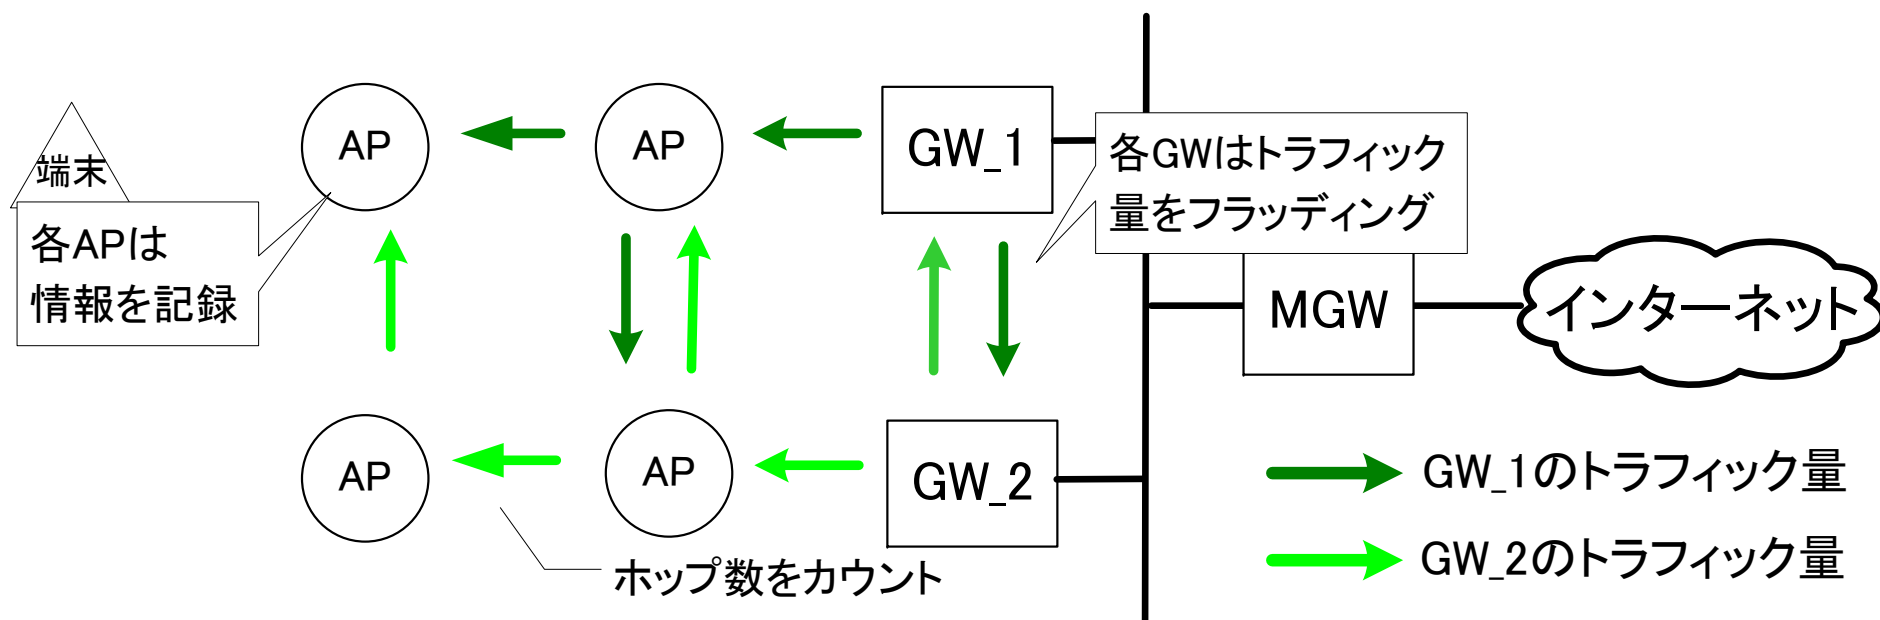 端末
AP
AP
GW_1
各GWはトラフィック
量をフラッディング
各APは
情報を記録
MGW
インターネット
AP
AP
GW_2
ホップ数をカウント
GW_1のトラフィック量
GW_2のトラフィック量